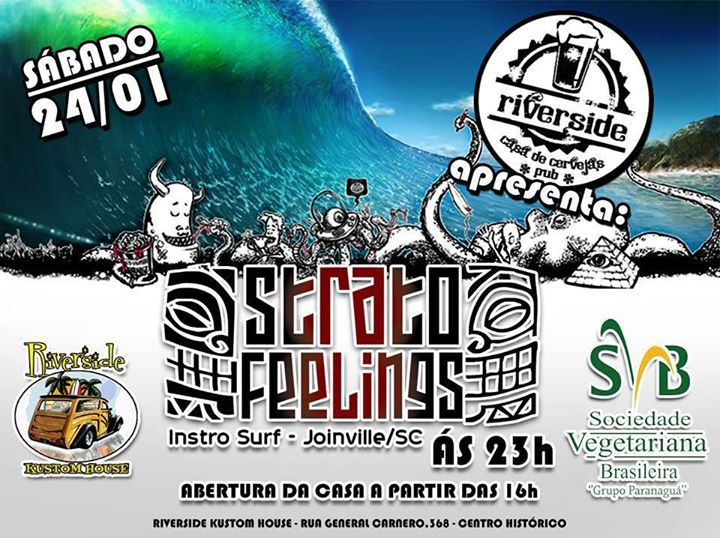 SÁBADO
24/01
riverside
casa de cervejas
* pub *
apresenta:
Strato
Feelings
Instro Surf - Joinville/SC
ÁS 23h
Riverside
KUSTOM HOUSE
SVB
Sociedade
Vegetariana
Brasileira
"Grupo Paranaguá"
ABERTURA DA CASA A PARTIR DAS 16h
RIVERSIDE KUSTOM HOUSE - RUA GENERAL CARNERO.368 - CENTRO HISTÓRICO